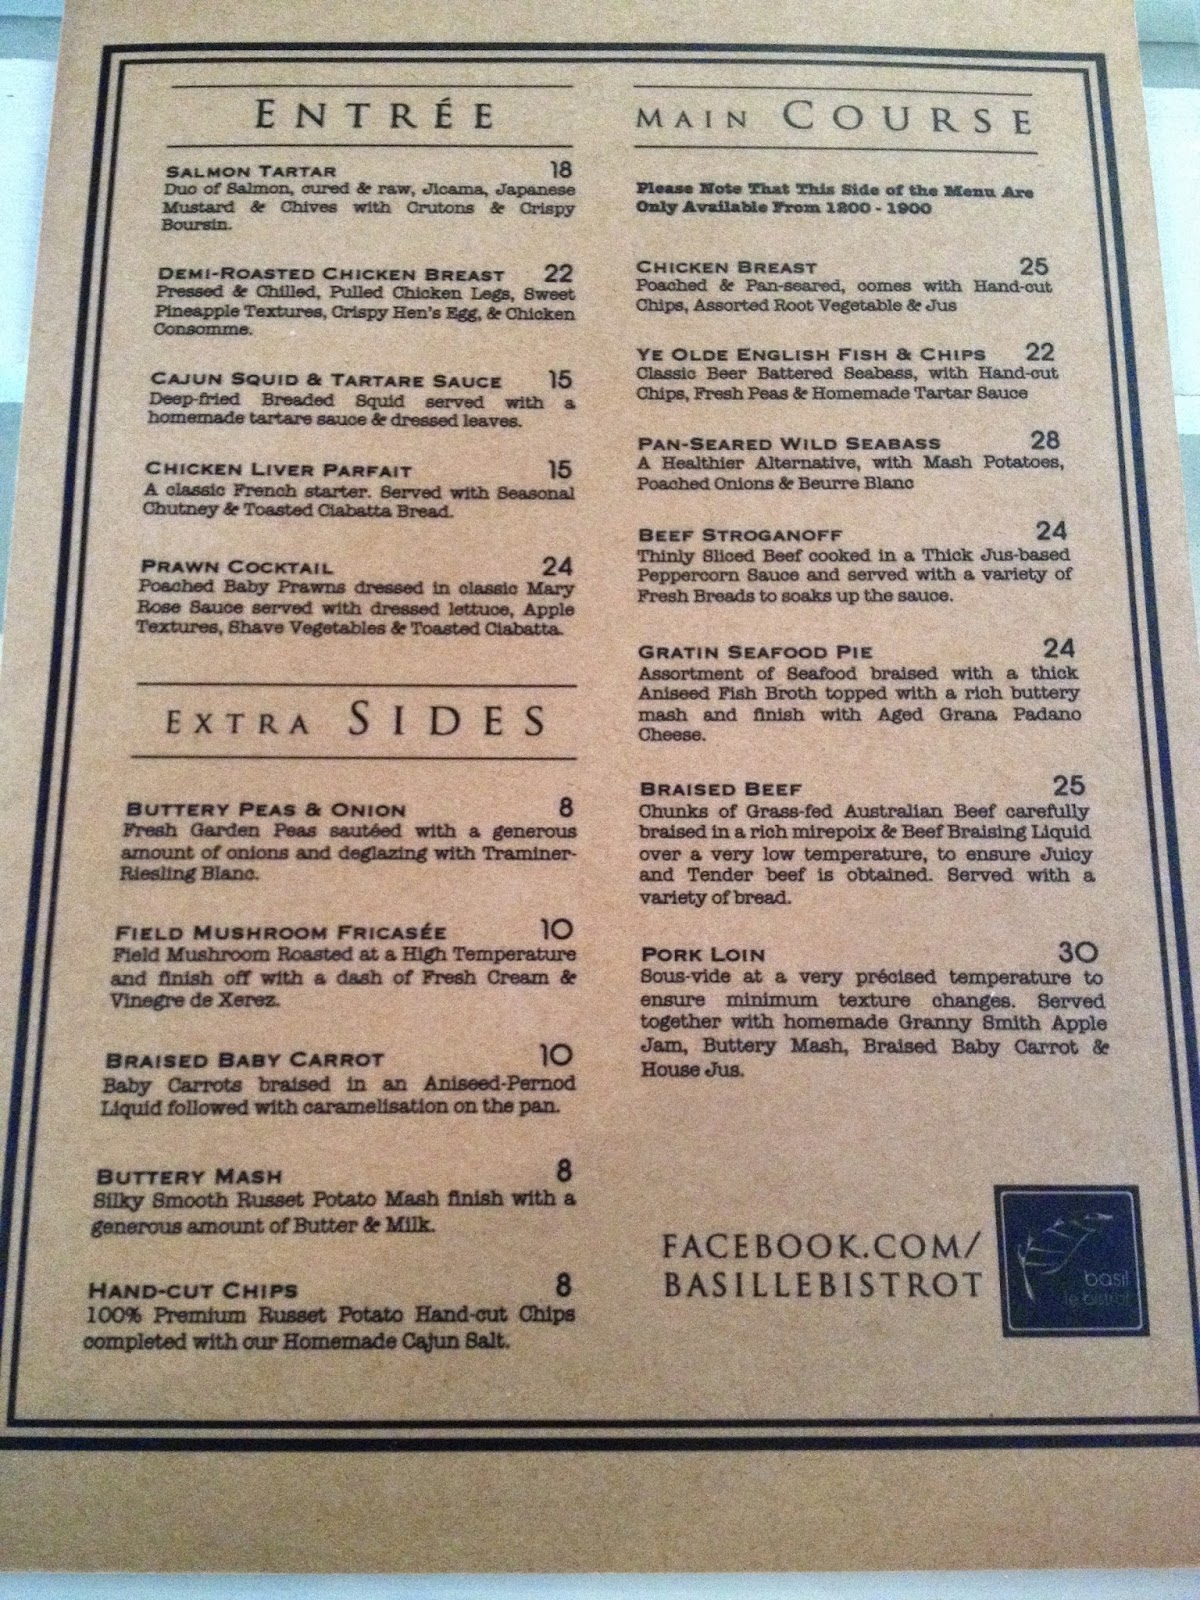 ENTRÉE
SALMON TARTAR 18
Duo of Salmon, cured & raw, Jicama, Japanese
Mustard & Chives with Crutons & Crispy
Boursin.
DEMI-ROASTED CHICKEN BREAST 22
Pressed & Chilled, Pulled Chicken Legs, Sweet
Pineapple Textures, Crispy Hen's Egg, & Chicken
Consomme.
CAJUN SQUID & TARTARE SAUCE 15
Deep-fried Breaded Squid served with a
homemade tartare sauce & dressed leaves.
CHICKEN LIVER PARFAIT 15
A classic French starter. Served with Seasonal
Chutney & Toasted Ciabatta Bread.
PRAWN COCKTAIL 24
Poached Baby Prawns dressed in classic Mary
Rose Sauce served with dressed lettuce, Apple
Textures, Shave Vegetables & Toasted Ciabatta.
EXTRA SIDES
BUTTERY PEAS & ONION 8
Fresh Garden Peas sautéed with a generous
amount of onions and deglazing with Traminer-
Riesling Blanc.
FIELD MUSHROOM FRICASÉE 10
Field Mushroom Roasted at a High Temperature
and finish off with a dash of Fresh Cream &
Vinegre de Xerez.
BRAISED BABY CARROT 10
Baby Carrots braised in an Aniseed-Pernod
Liquid followed with caramelisation on the pan.
BUTTERY MASH 8
Silky Smooth Russet Potato Mash finish with a
generous amount of Butter & Milk.
HAND-CUT CHIPS 8
100% Premium Russet Potato Hand-cut Chips
completed with our Homemade Cajun Salt.
MAIN COURSE
Please Note That This Side of the Menu Are
Only Available From 1200 - 1900
CHICKEN BREAST 25
Poached & Pan-seared, comes with Hand-cut
Chips, Assorted Root Vegetable & Jus
YE OLDE ENGLISH FISH & CHIPS 22
Classic Beer Battered Seabass, with Hand-cut
Chips, Fresh Peas & Homemade Tartar Sauce
PAN-SEARED WILD SEABASS 28
A Healthier Alternative, with Mash Potatoes,
Poached Onions & Beurre Blanc
BEEF STROGANOFF 24
Thinly Sliced Beef cooked in a Thick Jus-based
Peppercorn Sauce and served with a variety of
Fresh Breads to soaks up the sauce.
GRATIN SEAFOOD PIE 24
Assortment of Seafood braised with a thick
Aniseed Fish Broth topped with a rich buttery
mash and finish with Aged Grana Padano
Cheese.
BRAISED BEEF 25
Chunks of Grass-fed Australian Beef carefully
braised in a rich mirepoix & Beef Braising Liquid
over a very low temperature, to ensure Juicy
and Tender beef is obtained. Served with a
variety of bread.
PORK LOIN 30
Sous-vide at a very précised temperature to
ensure minimum texture changes. Served
together with homemade Granny Smith Apple
Jam, Buttery Mash, Braised Baby Carrot &
House Jus.
FACEBOOK.COM/
BASILLEBISTROT
basil
le bistrot